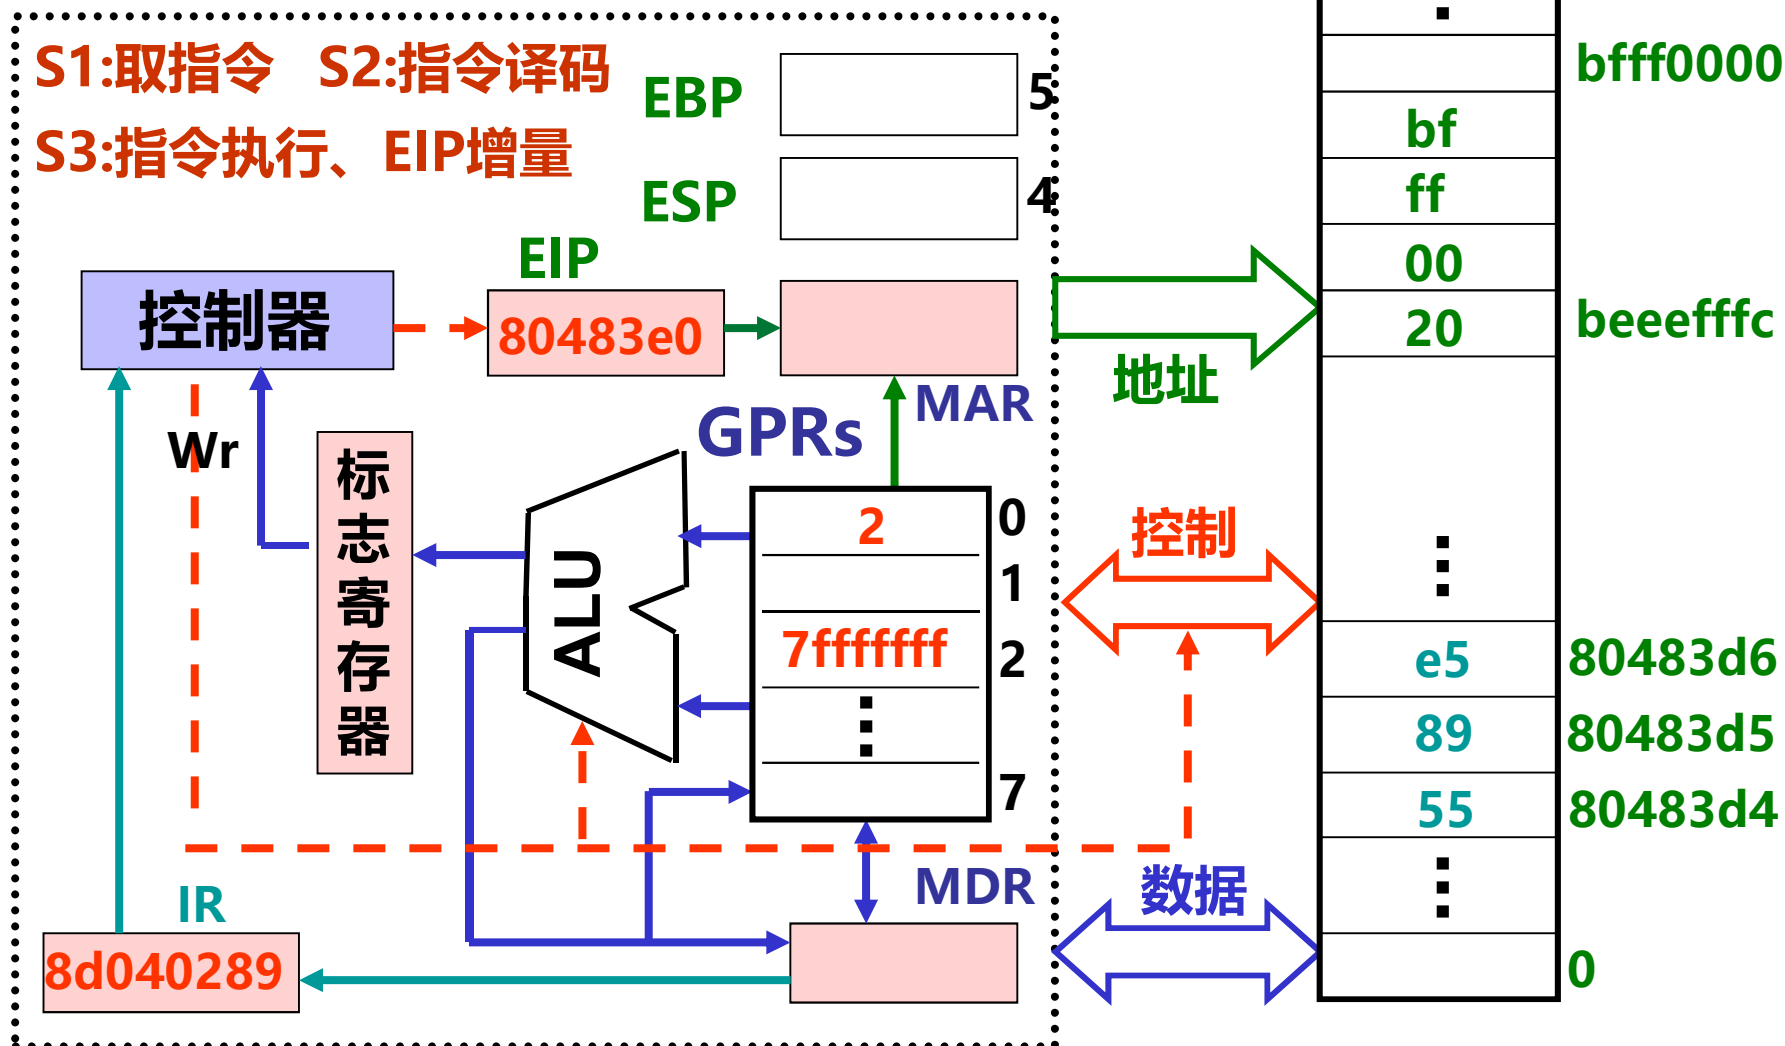 S1:取指令 S2:指令译码
S3:指令执行、EIP增量
EBP
5
ESP
4
EIP
控制器
80483e0
MAR
GPRs
Wr
标志寄存器
ALU
2
0
1
7fffffff
2
7
MDR
IR
8d040289
地址
控制
数据
bfff0000
bf
ff
00
20
beeefffc
e5
80483d6
89
80483d5
55
80483d4
0